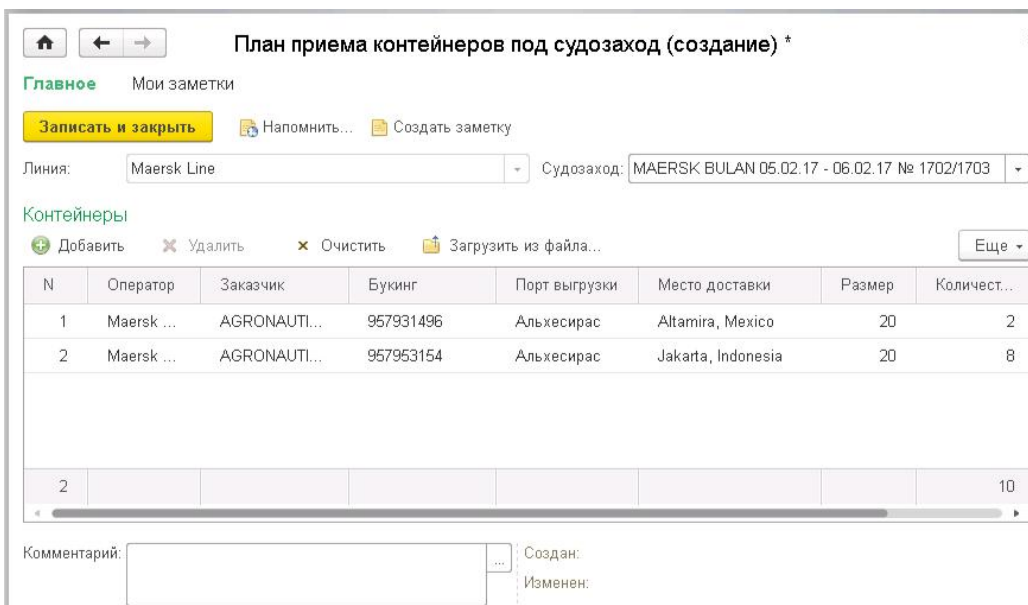 План приема контейнеров под судозаход (создание) *
Главное Мои заметки
Записать и закрыть Напомнить... Создать заметку
Линия: Maersk Line Судозаход: MAERSK BULAN 05.02.17 - 06.02.17 № 1702/1703
Контейнеры
Добавить Удалить Очистить Загрузить из файла... Еще
N Оператор Заказчик Букинг Порт выгрузки Место доставки Размер Количест...
1 Maersk ... AGRONAUTI... 957931496 Альхесирас Altamira, Mexico 20 2
2 Maersk ... AGRONAUTI... 957953154 Альхесирас Jakarta, Indonesia 20 8
2 10
Комментарий: ... Создан:
Изменен: